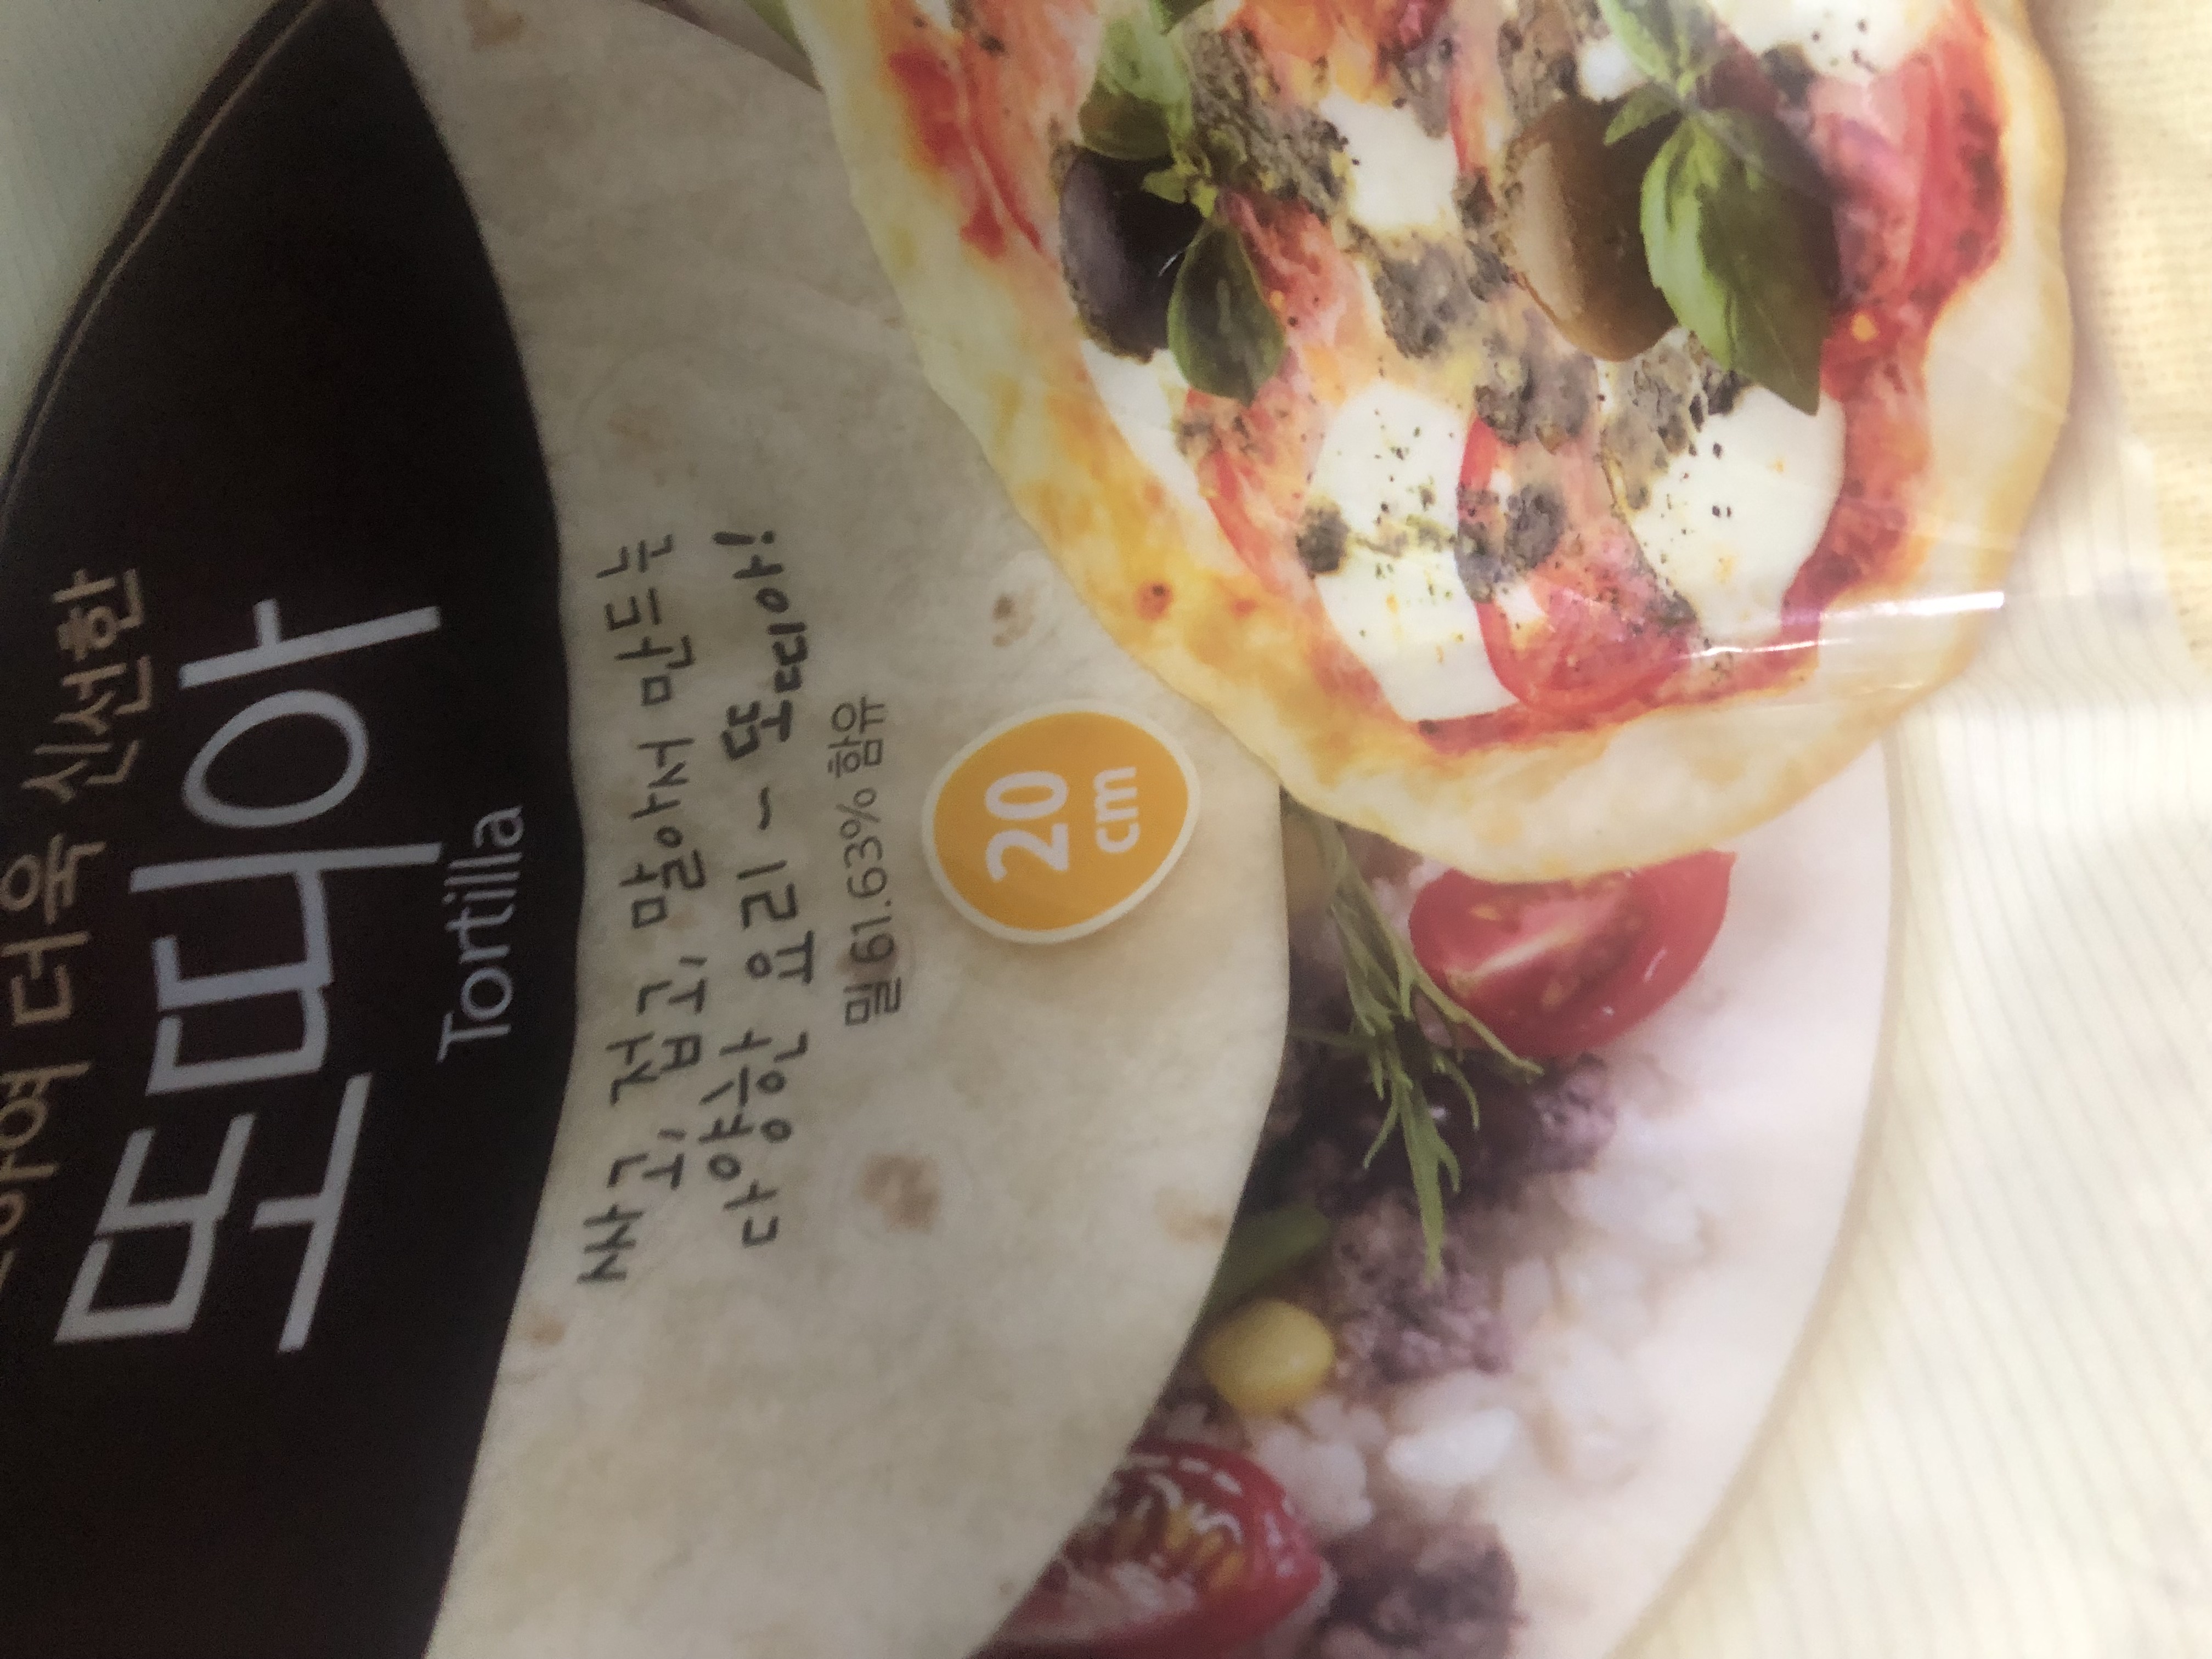 더욱 신선한
또띠아
Tortilla
싸고, 접고, 말아서 만드는
다양한 요리 - 또띠아!
밀 61.63% 함유
20
cm